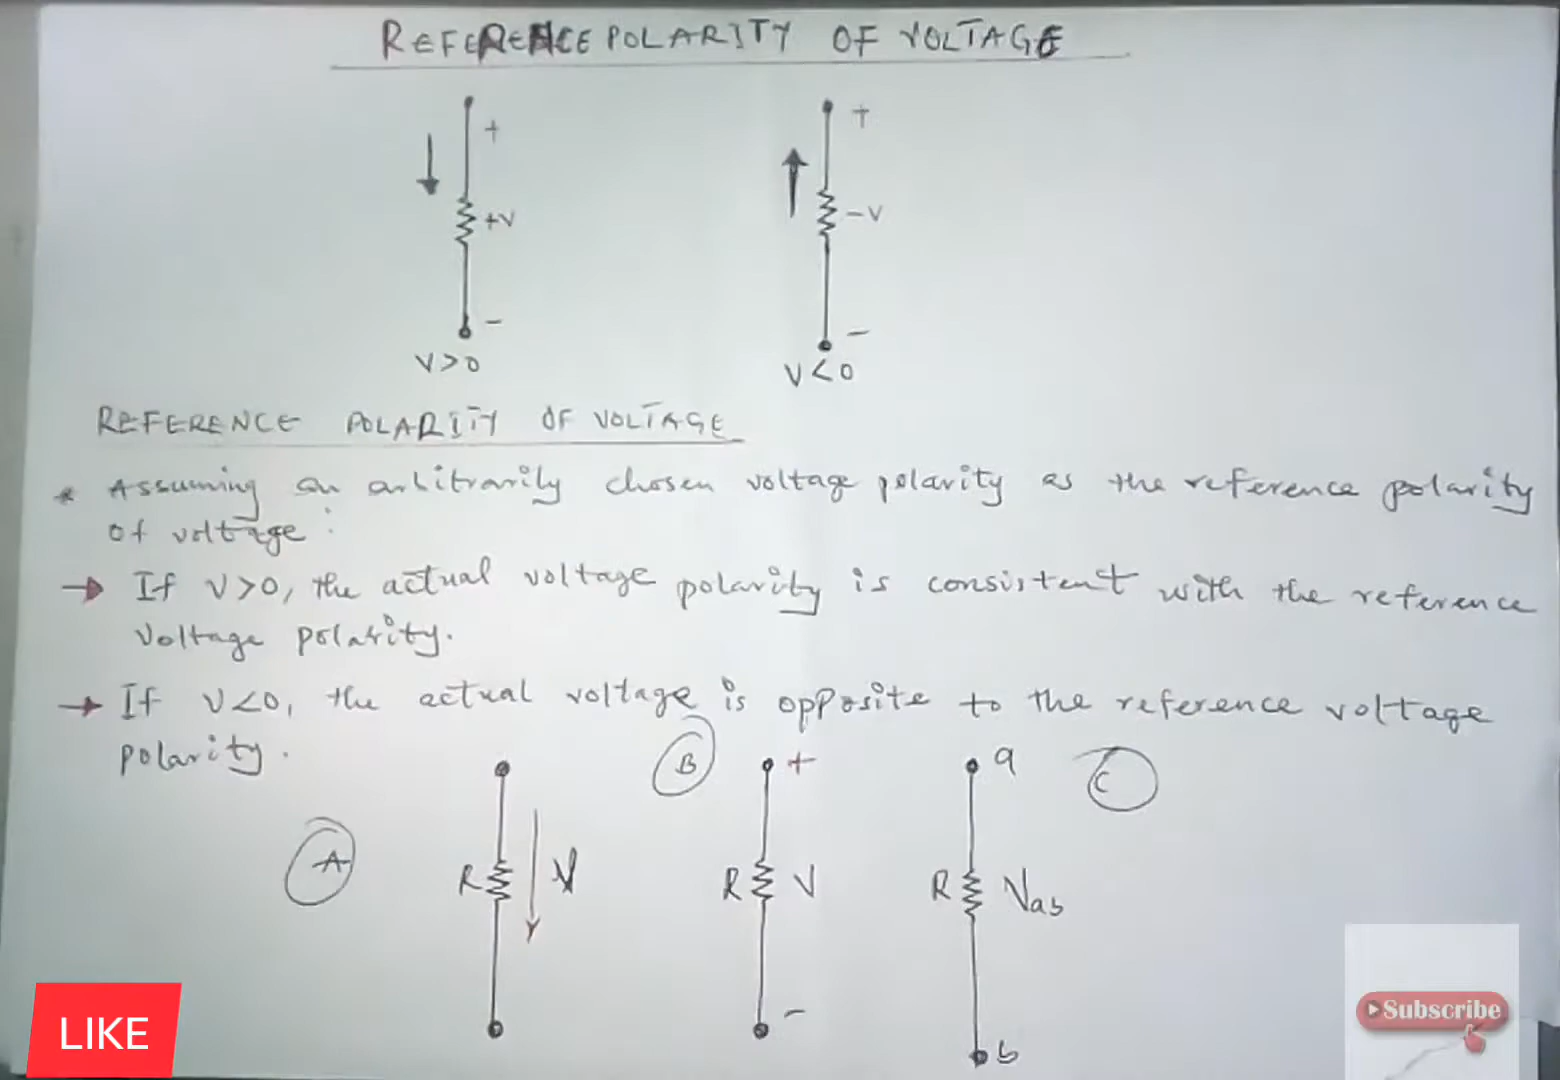 REFERENCE POLARITY OF VOLTAGE
+ +
+V -V
- -
V>0 V<0
REFERENCE POLARITY OF VOLTAGE
* Assuming an arbitrarily chosen voltage polarity as the reference polarity
of voltage:
→ If V>0, the actual voltage polarity is consistent with the reference
voltage polarity.
→ If V<0, the actual voltage is opposite to the reference voltage
polarity.
A
R V
B
+
R V
-
C
a
R Vab
b
LIKE
Subscribe